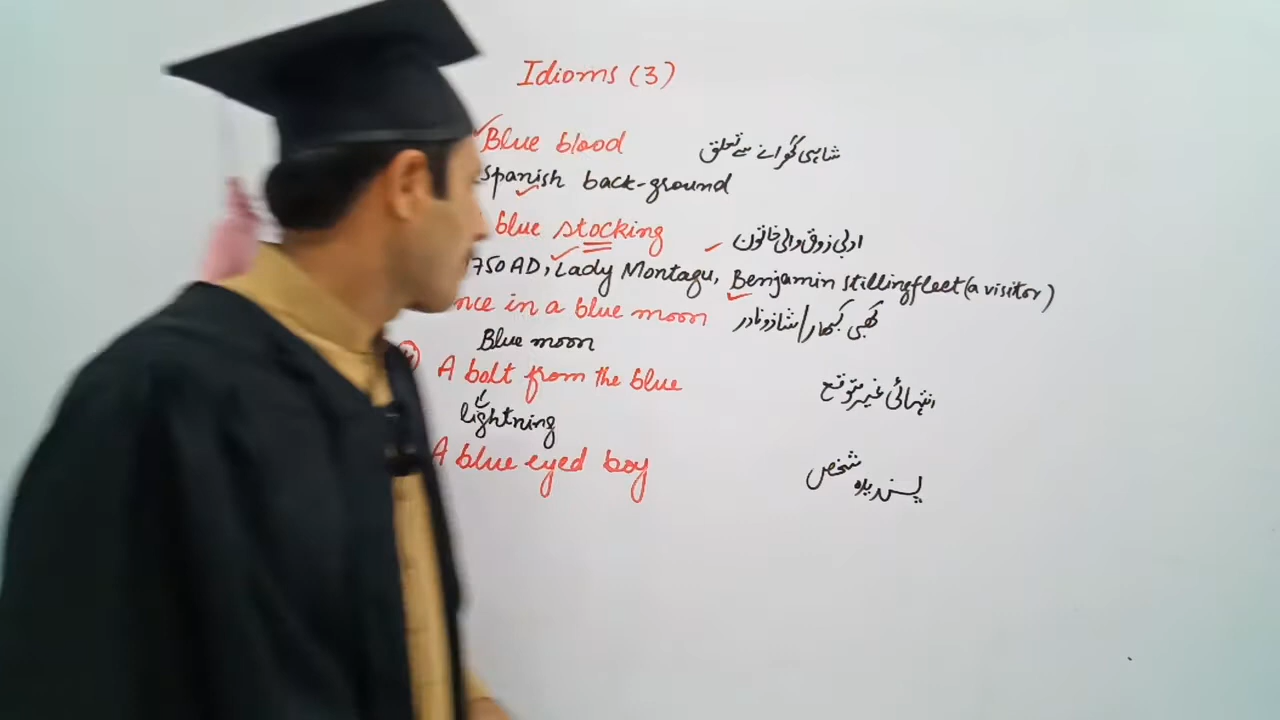 Idioms (3)
Blue blood شاہی گھرانے سے تعلق
Spanish back-ground
blue stocking ادبی ذوق والی خاتون
750 AD, Lady Montagu, Benjamin stillingfleet (a visitor)
nce in a blue moon کبھی کبھار/شاذونادر
Blue moon
A bolt from the blue انتہائی غیر متوقع
lightning
A blue eyed boy پسندیدہ شخص